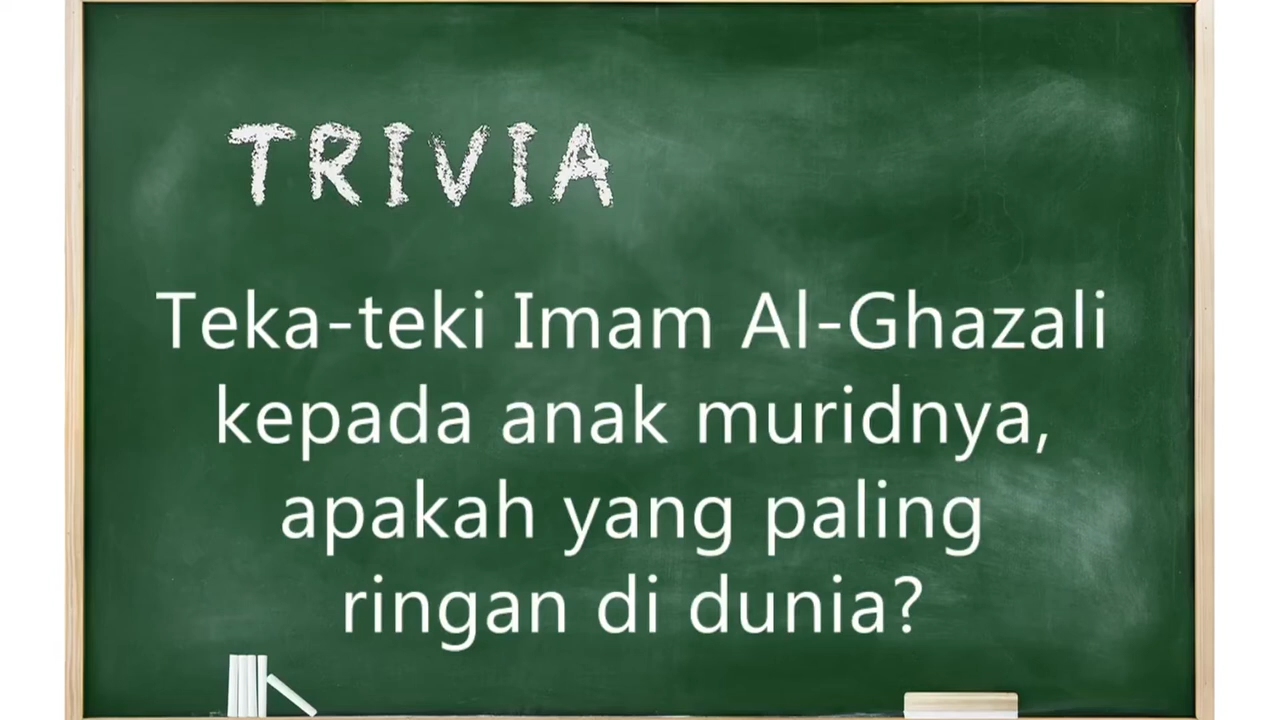 TRIVIA
Teka-teki Imam Al-Ghazali
kepada anak muridnya,
apakah yang paling
ringan di dunia?